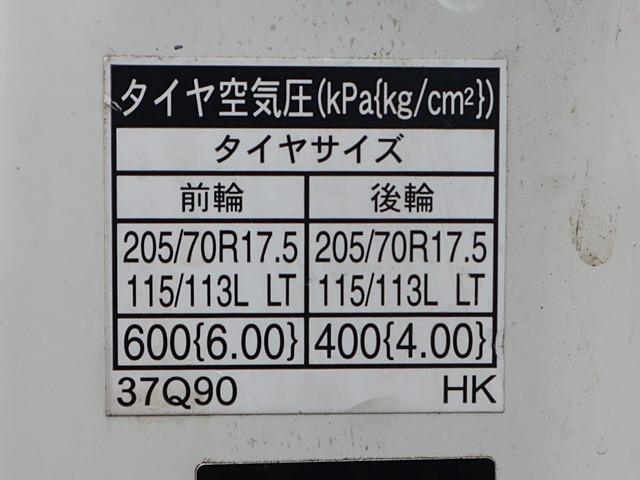 タイヤ空気圧(kPa{kg/cm²})
タイヤサイズ
前輪 後輪
205/70R17.5 205/70R17.5
115/113L LT 115/113L LT
600{6.00} 400{4.00}
37Q90 HK